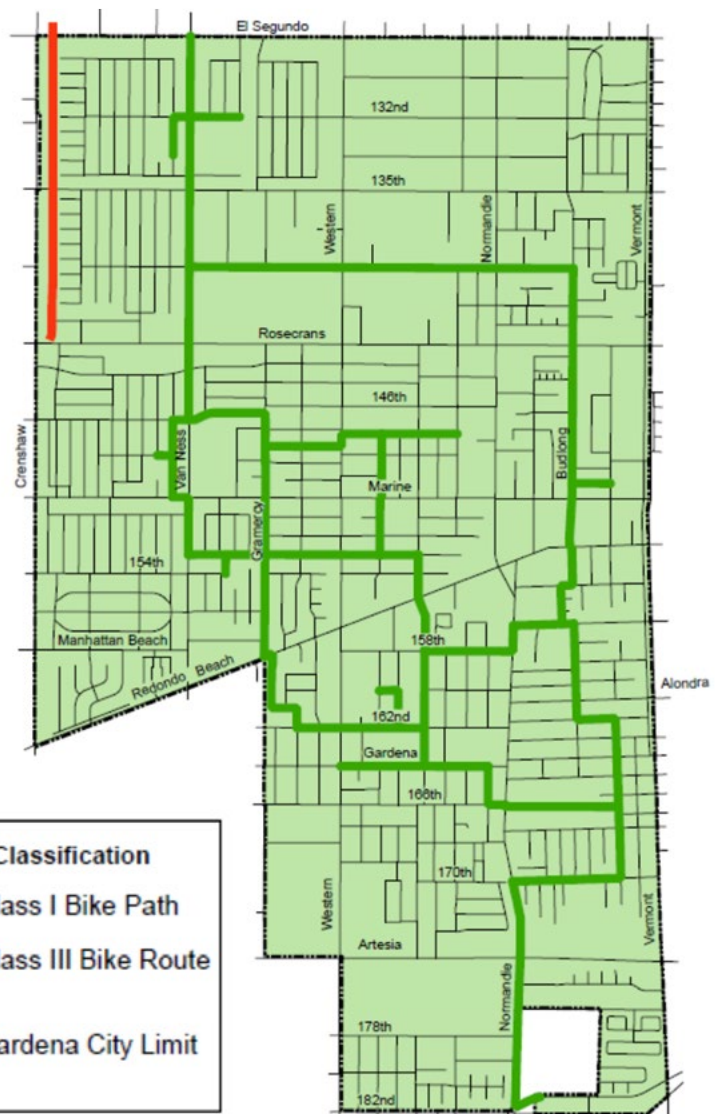 El Segundo
132nd
135th
Western
Normandie
Vermont
Rosecrans
146th
Crenshaw
Van Ness
Budlong
Marine
Gramercy
154th
Manhattan Beach
158th
Redondo Beach
Alondra
162nd
Gardena
166th
170th
Western
Vermont
Artesia
Normandie
178th
182nd
Classification
ass I Bike Path
ass III Bike Route
ardena City Limit